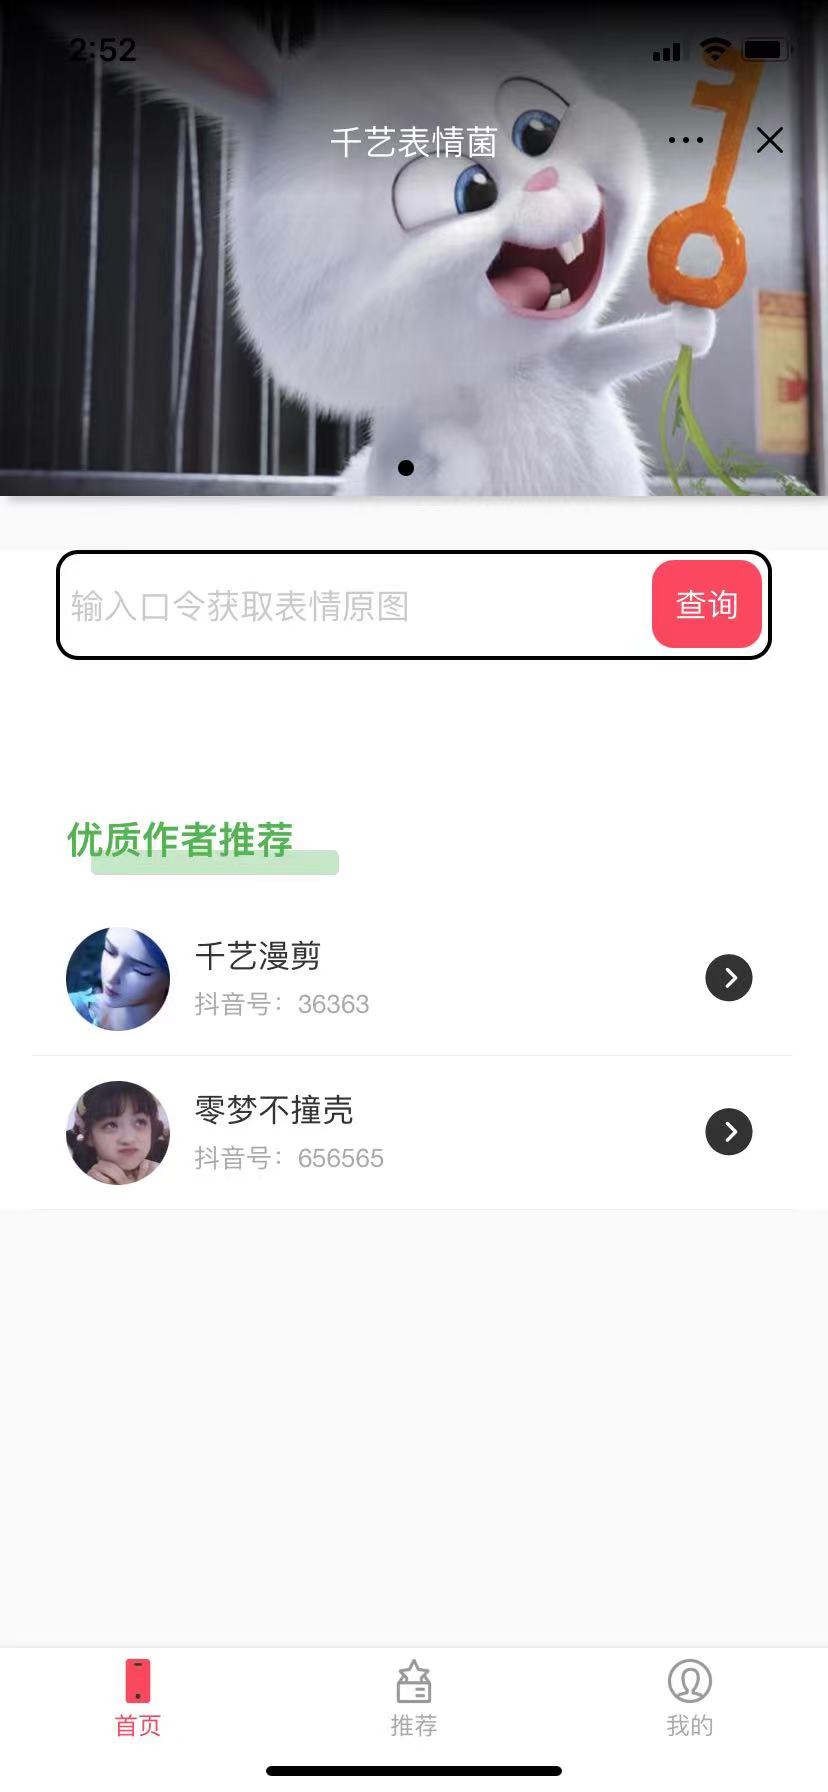 2:52
千艺表情菌
输入口令获取表情原图
查询
优质作者推荐
千艺漫剪
抖音号：36363
零梦不撞壳
抖音号：656565
首页
推荐
我的